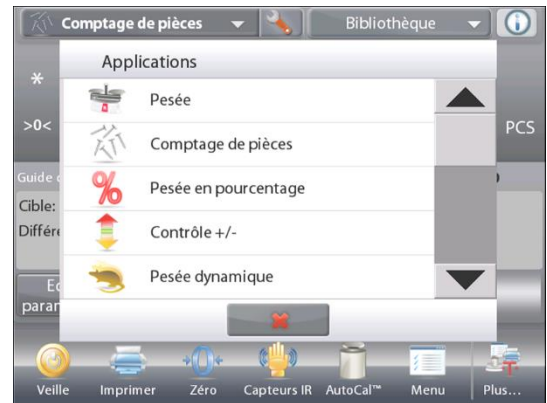 Comptage de pièces
Bibliothèque
Applications
*
Pesée
>0<
PCS
Comptage de pièces
Guide
Pesée en pourcentage
Cible:
Contrôle +/-
Pesée dynamique
Veille
Imprimer
Zéro
Capteurs IR
AutoCal™
Menu
Plus...